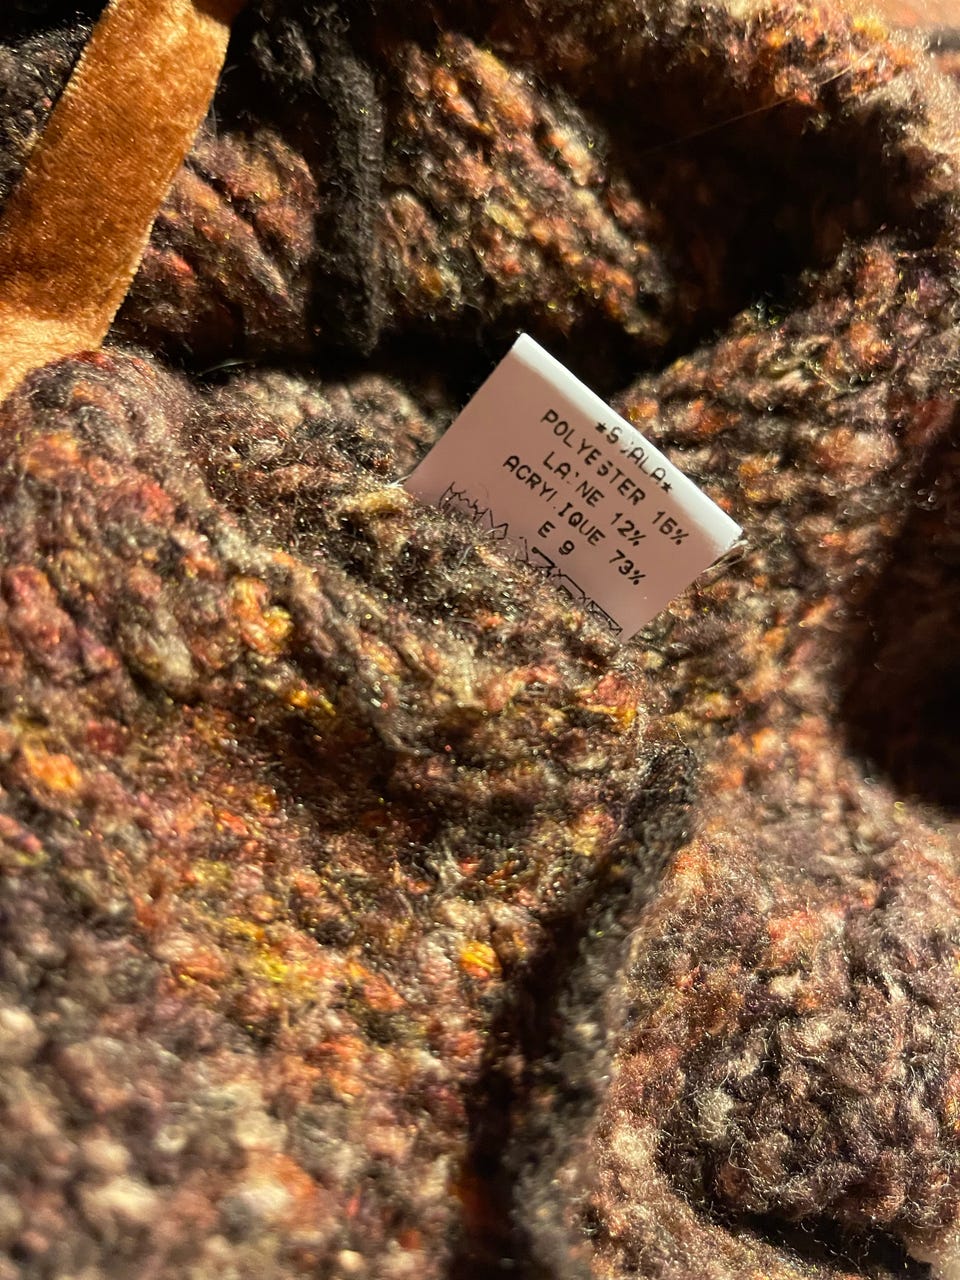 POLYESTER 15%
LAINE 12%
ACRYLIQUE 73%
E 9